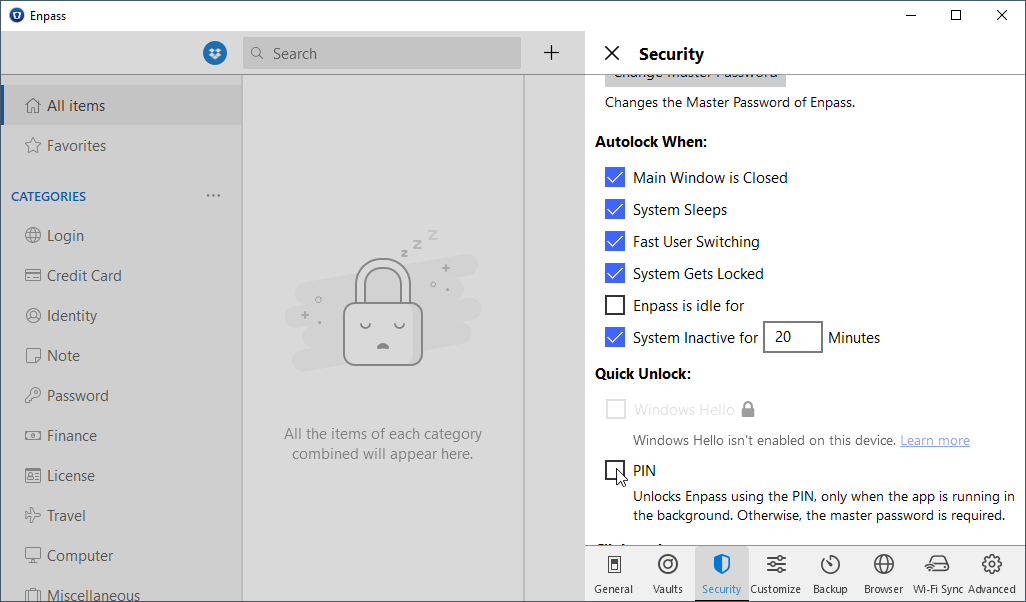 Enpass
Search
Security
All items
Favorites
CATEGORIES
Login
Credit Card
Identity
Note
Password
Finance
License
Travel
Computer
Miscellaneous
z z Z
All the items of each category
combined will appear here.
Change Master Password
Changes the Master Password of Enpass.
Autolock When:
Main Window is Closed
System Sleeps
Fast User Switching
System Gets Locked
Enpass is idle for
System Inactive for 20 Minutes
Quick Unlock:
Windows Hello
Windows Hello isn't enabled on this device. Learn more
PIN
Unlocks Enpass using the PIN, only when the app is running in
the background. Otherwise, the master password is required.
General Vaults Security Customize Backup Browser Wi-Fi Sync Advanced